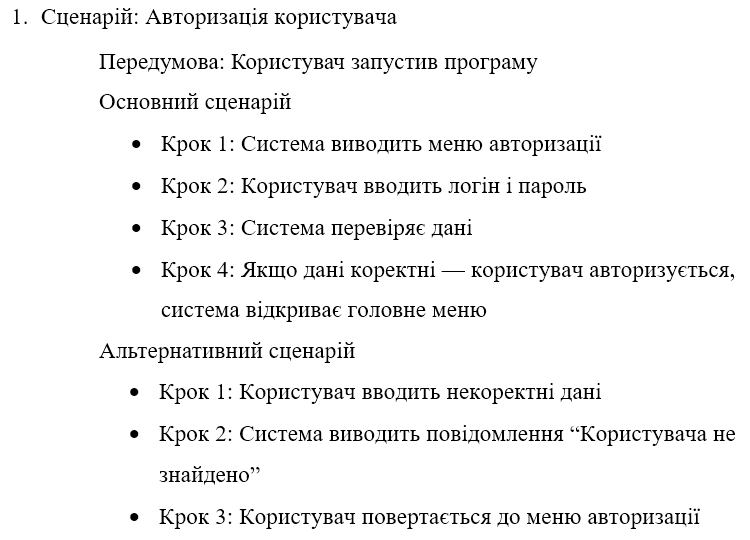 1. Сценарій: Авторизація користувача
Передумова: Користувач запустив програму
Основний сценарій
• Крок 1: Система виводить меню авторизації
• Крок 2: Користувач вводить логін і пароль
• Крок 3: Система перевіряє дані
• Крок 4: Якщо дані коректні — користувач авторизується,
система відкриває головне меню
Альтернативний сценарій
• Крок 1: Користувач вводить некоректні дані
• Крок 2: Система виводить повідомлення “Користувача не
знайдено”
• Крок 3: Користувач повертається до меню авторизації